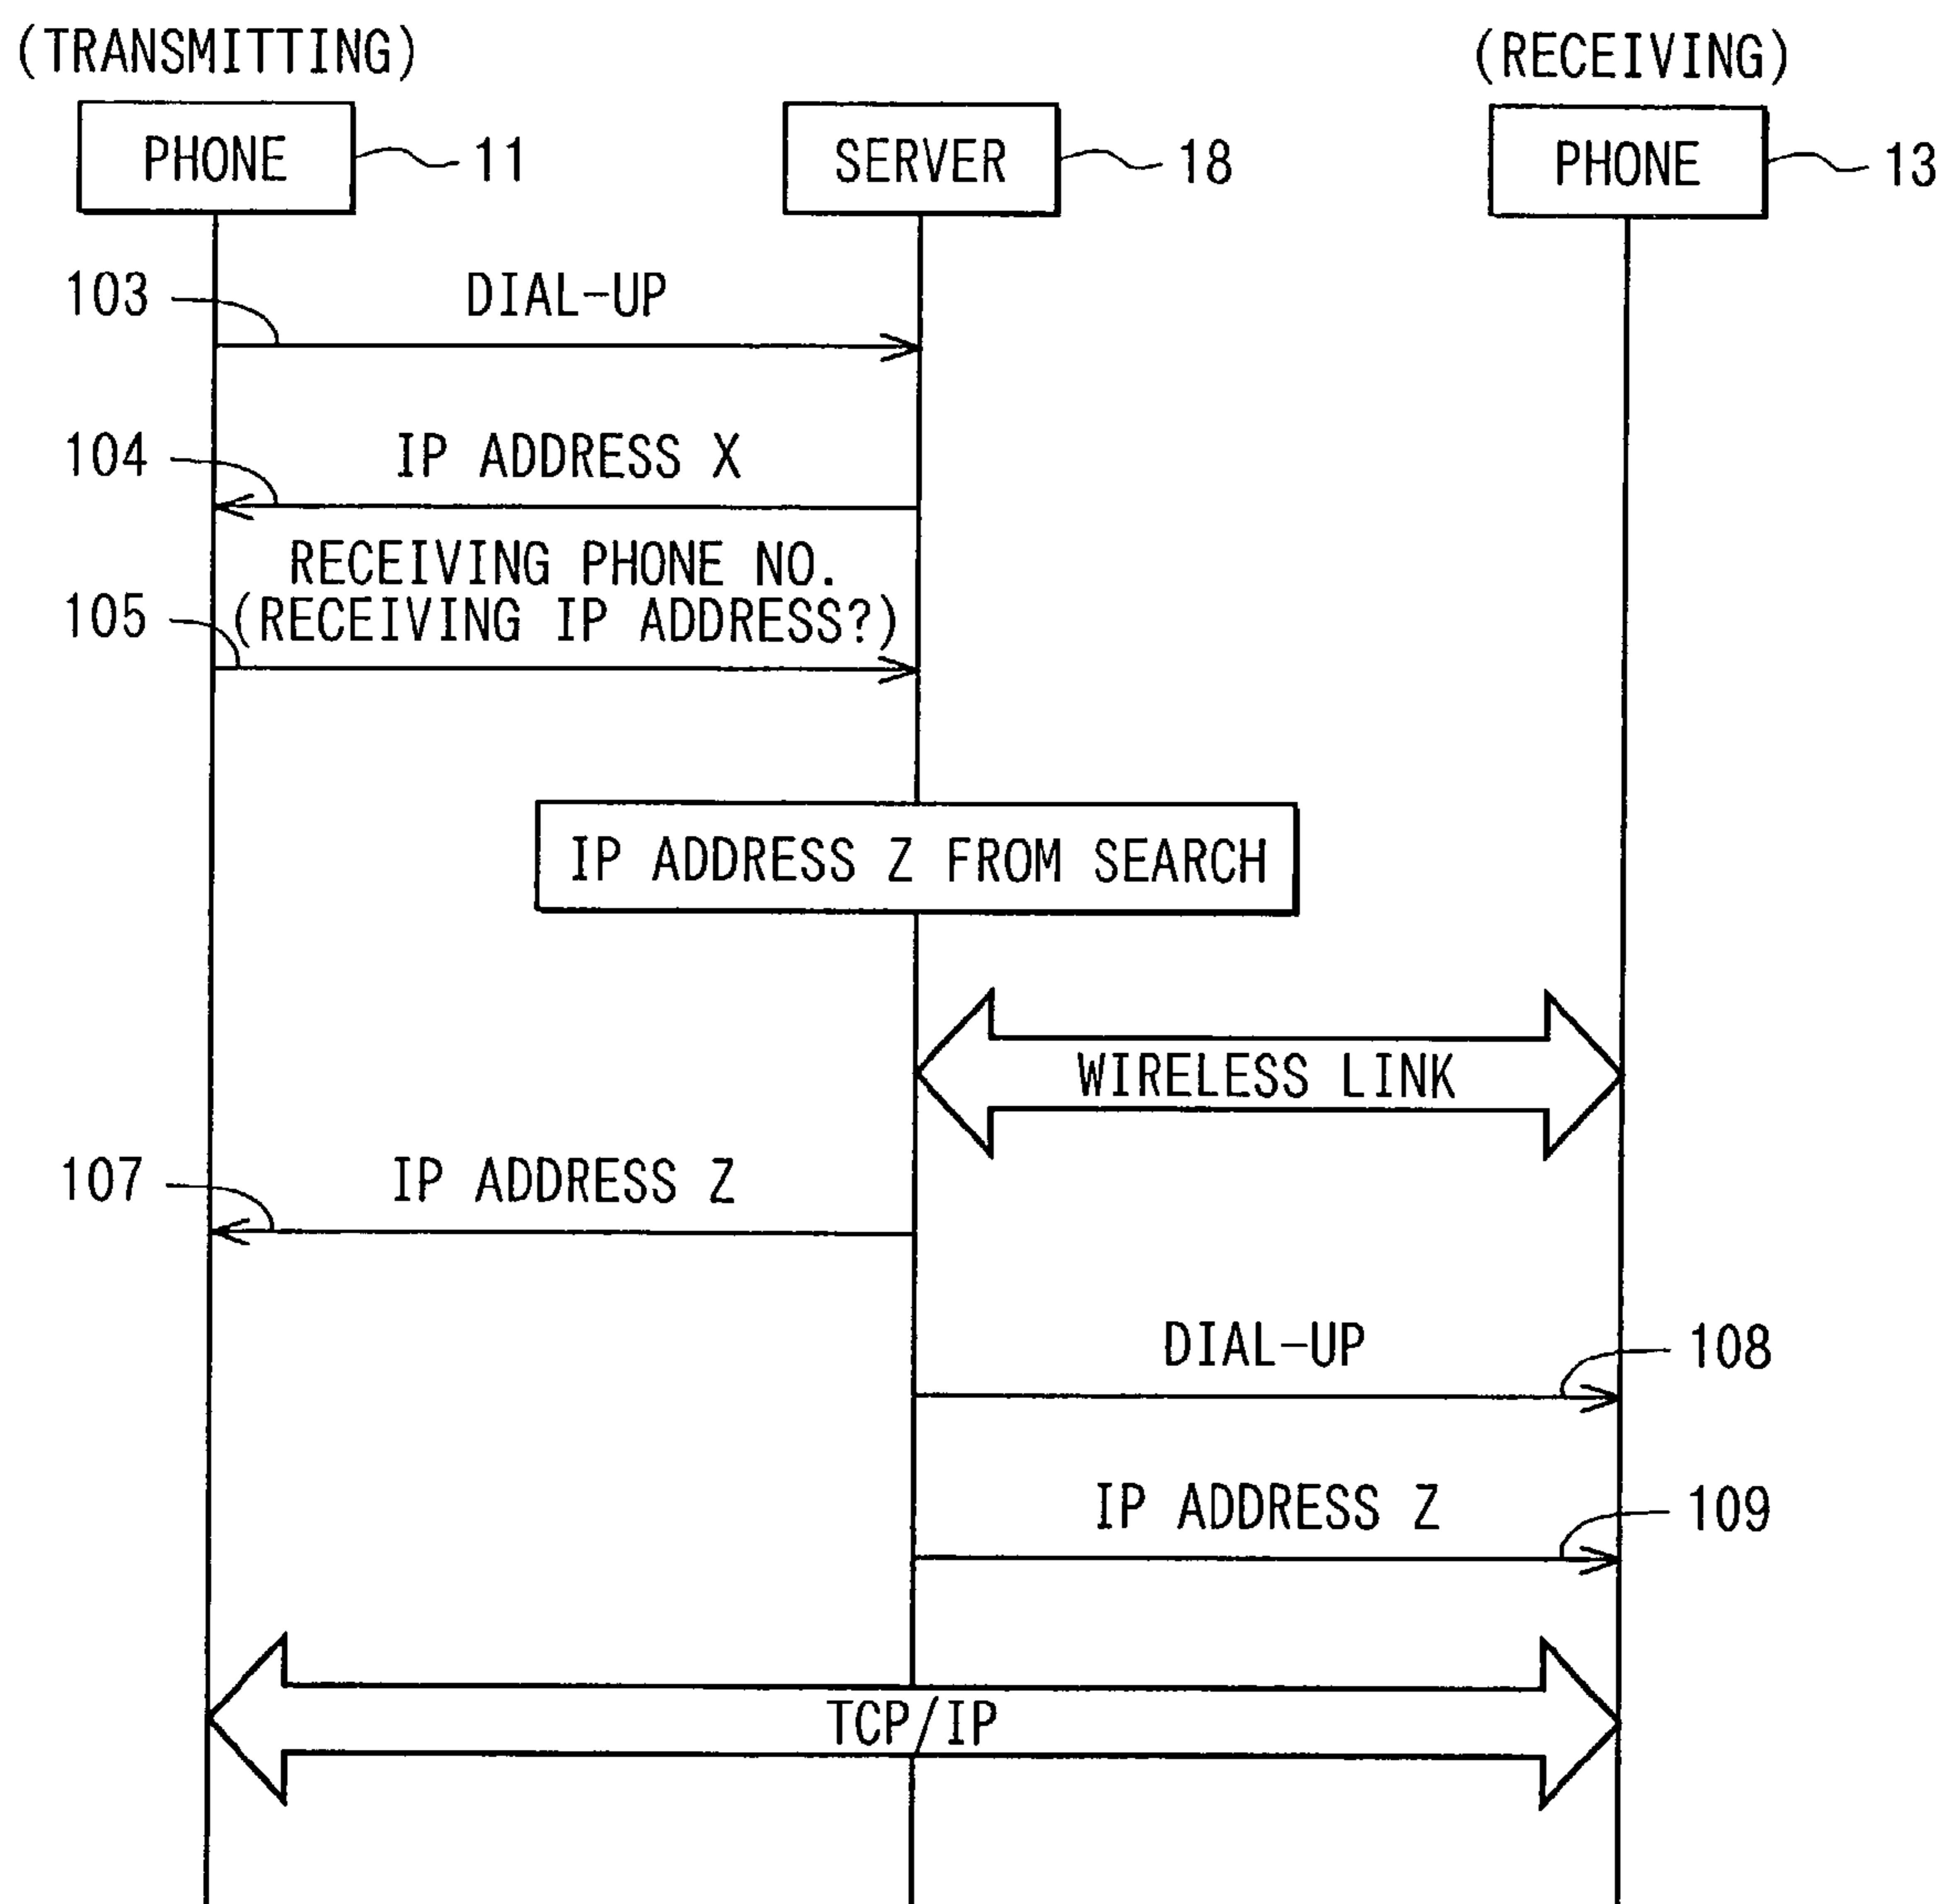 (TRANSMITTING)
(RECEIVING)
PHONE
11
SERVER
18
PHONE
13
103
DIAL-UP
104
IP ADDRESS X
RECEIVING PHONE NO.
105
(RECEIVING IP ADDRESS?)
IP ADDRESS Z FROM SEARCH
WIRELESS LINK
107
IP ADDRESS Z
DIAL-UP
108
IP ADDRESS Z
109
TCP/IP